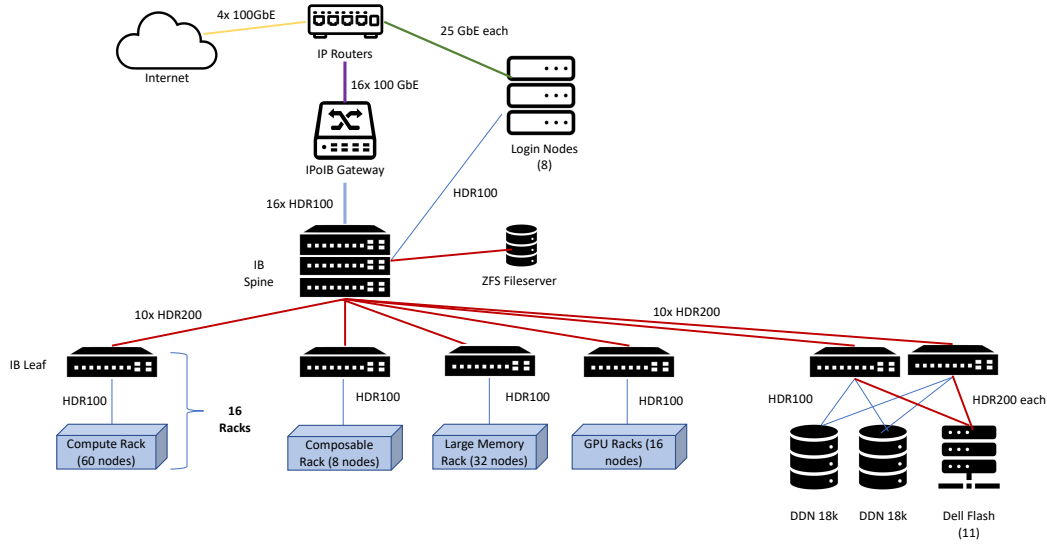 4x 100GbE
25 GbE each
IP Routers
Internet
16x 100 GbE
Login Nodes
(8)
IPoIB Gateway
HDR100
16x HDR100
IB
Spine
ZFS Fileserver
10x HDR200
10x HDR200
IB Leaf
HDR100
HDR100
HDR100
HDR100
HDR100
HDR200 each
16
Racks
Compute Rack
(60 nodes)
Composable
Rack (8 nodes)
Large Memory
Rack (32 nodes)
GPU Racks (16
nodes)
DDN 18k
DDN 18k
Dell Flash
(11)